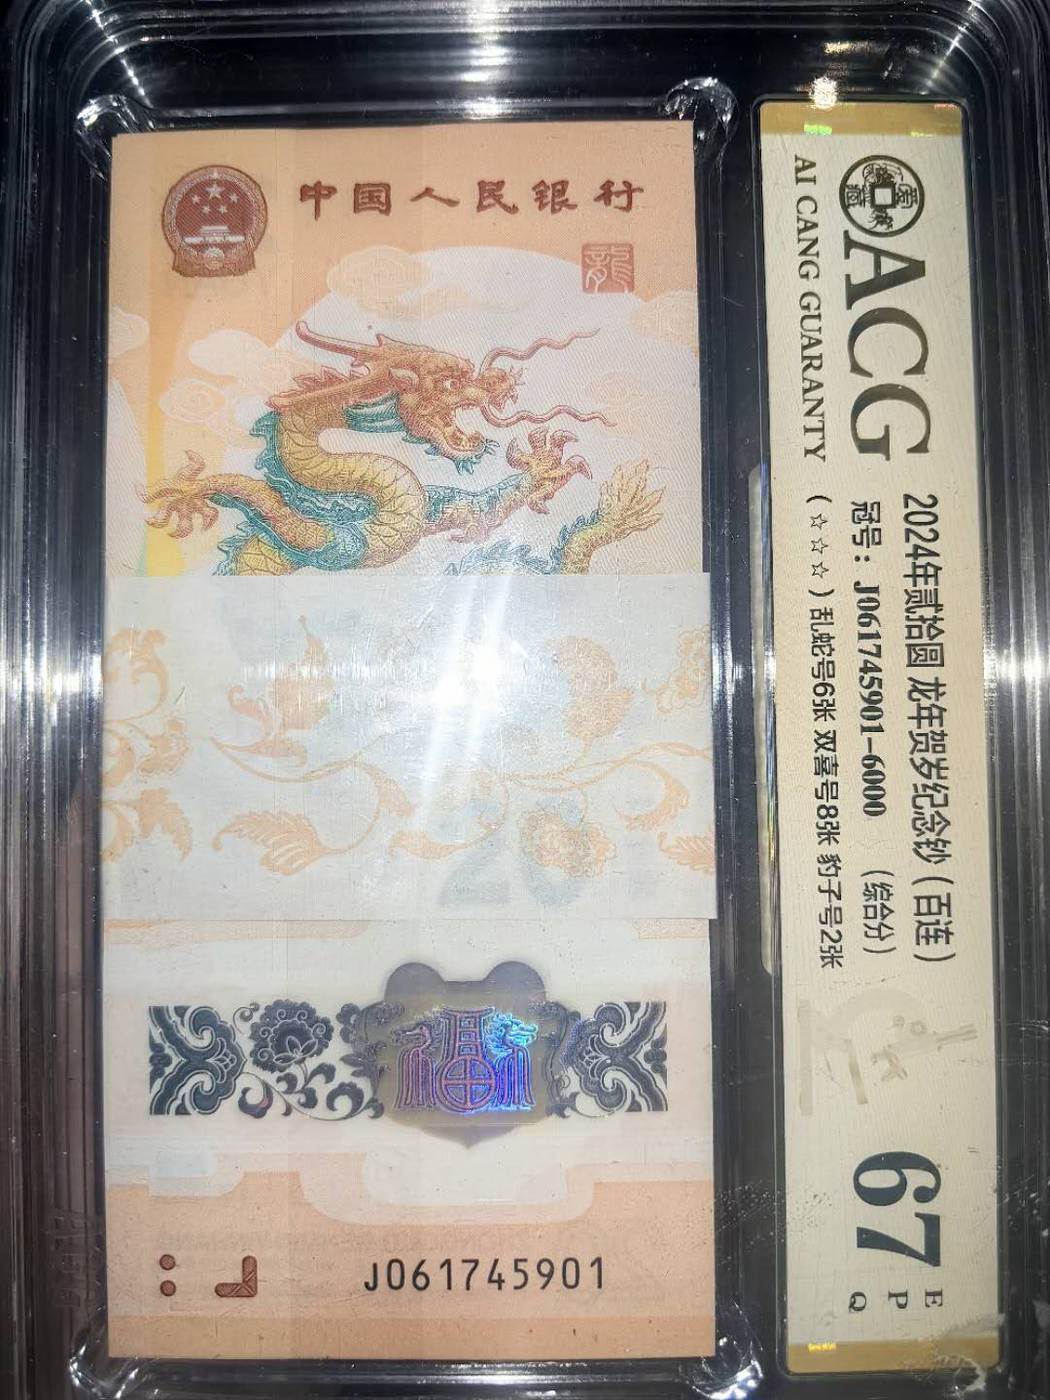 中国人民银行
龍
福
J061745901
ACG
AI CANG GUARANTY
2024年贰拾圆 龙年贺岁纪念钞（百连）
冠号：J061745901-6000 （综合分）
（☆☆☆）乱蛇号6张 双喜号8张 豹子号2张
67
E
P
Q